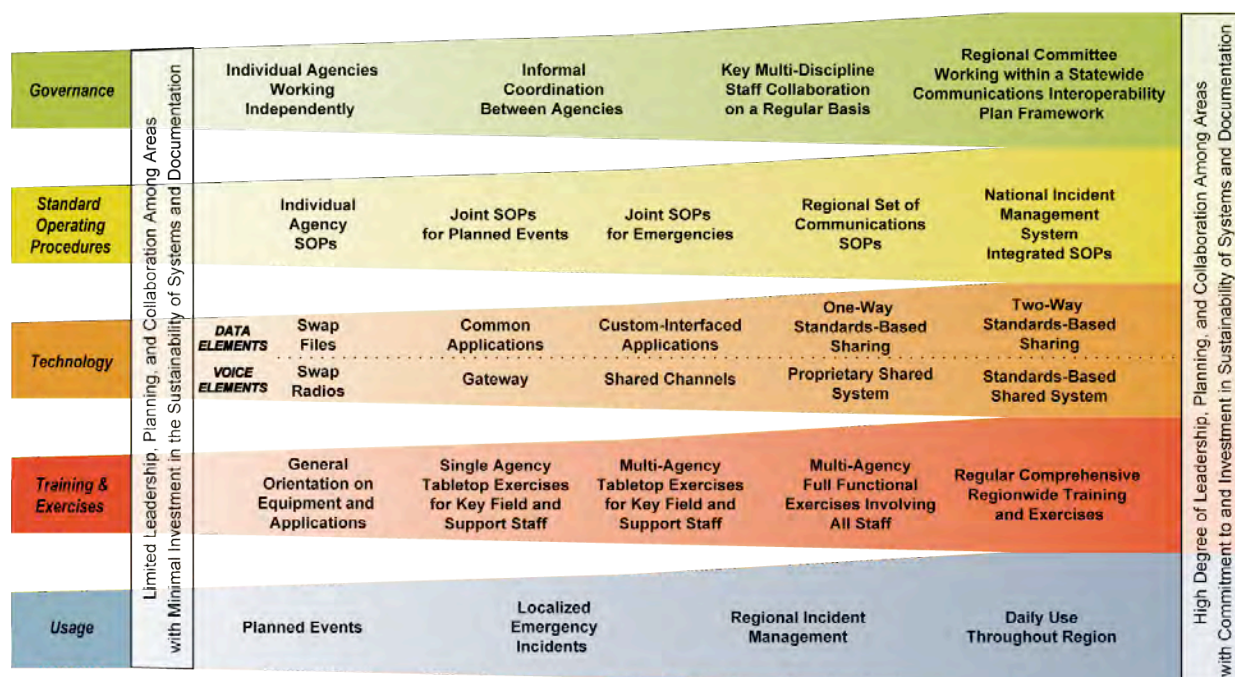 Limited Leadership, Planning, and Collaboration Among Areas
with Minimal Investment in the Sustainability of Systems and Documentation
Governance
Individual Agencies
Working
Independently
Informal
Coordination
Between Agencies
Key Multi-Discipline
Staff Collaboration
on a Regular Basis
Regional Committee
Working within a Statewide
Communications Interoperability
Plan Framework
Standard
Operating
Procedures
Individual
Agency
SOPs
Joint SOPs
for Planned Events
Joint SOPs
for Emergencies
Regional Set of
Communications
SOPs
National Incident
Management
System
Integrated SOPs
Technology
DATA
ELEMENTS
Swap
Files
Common
Applications
Custom-Interfaced
Applications
One-Way
Standards-Based
Sharing
Two-Way
Standards-Based
Sharing
VOICE
ELEMENTS
Swap
Radios
Gateway
Shared Channels
Proprietary Shared
System
Standards-Based
Shared System
Training &
Exercises
General
Orientation on
Equipment and
Applications
Single Agency
Tabletop Exercises
for Key Field and
Support Staff
Multi-Agency
Tabletop Exercises
for Key Field and
Support Staff
Multi-Agency
Full Functional
Exercises Involving
All Staff
Regular Comprehensive
Regionwide Training
and Exercises
Usage
Planned Events
Localized
Emergency
Incidents
Regional Incident
Management
Daily Use
Throughout Region
High Degree of Leadership, Planning, and Collaboration Among Areas
with Commitment to and Investment in Sustainability of Systems and Documentation